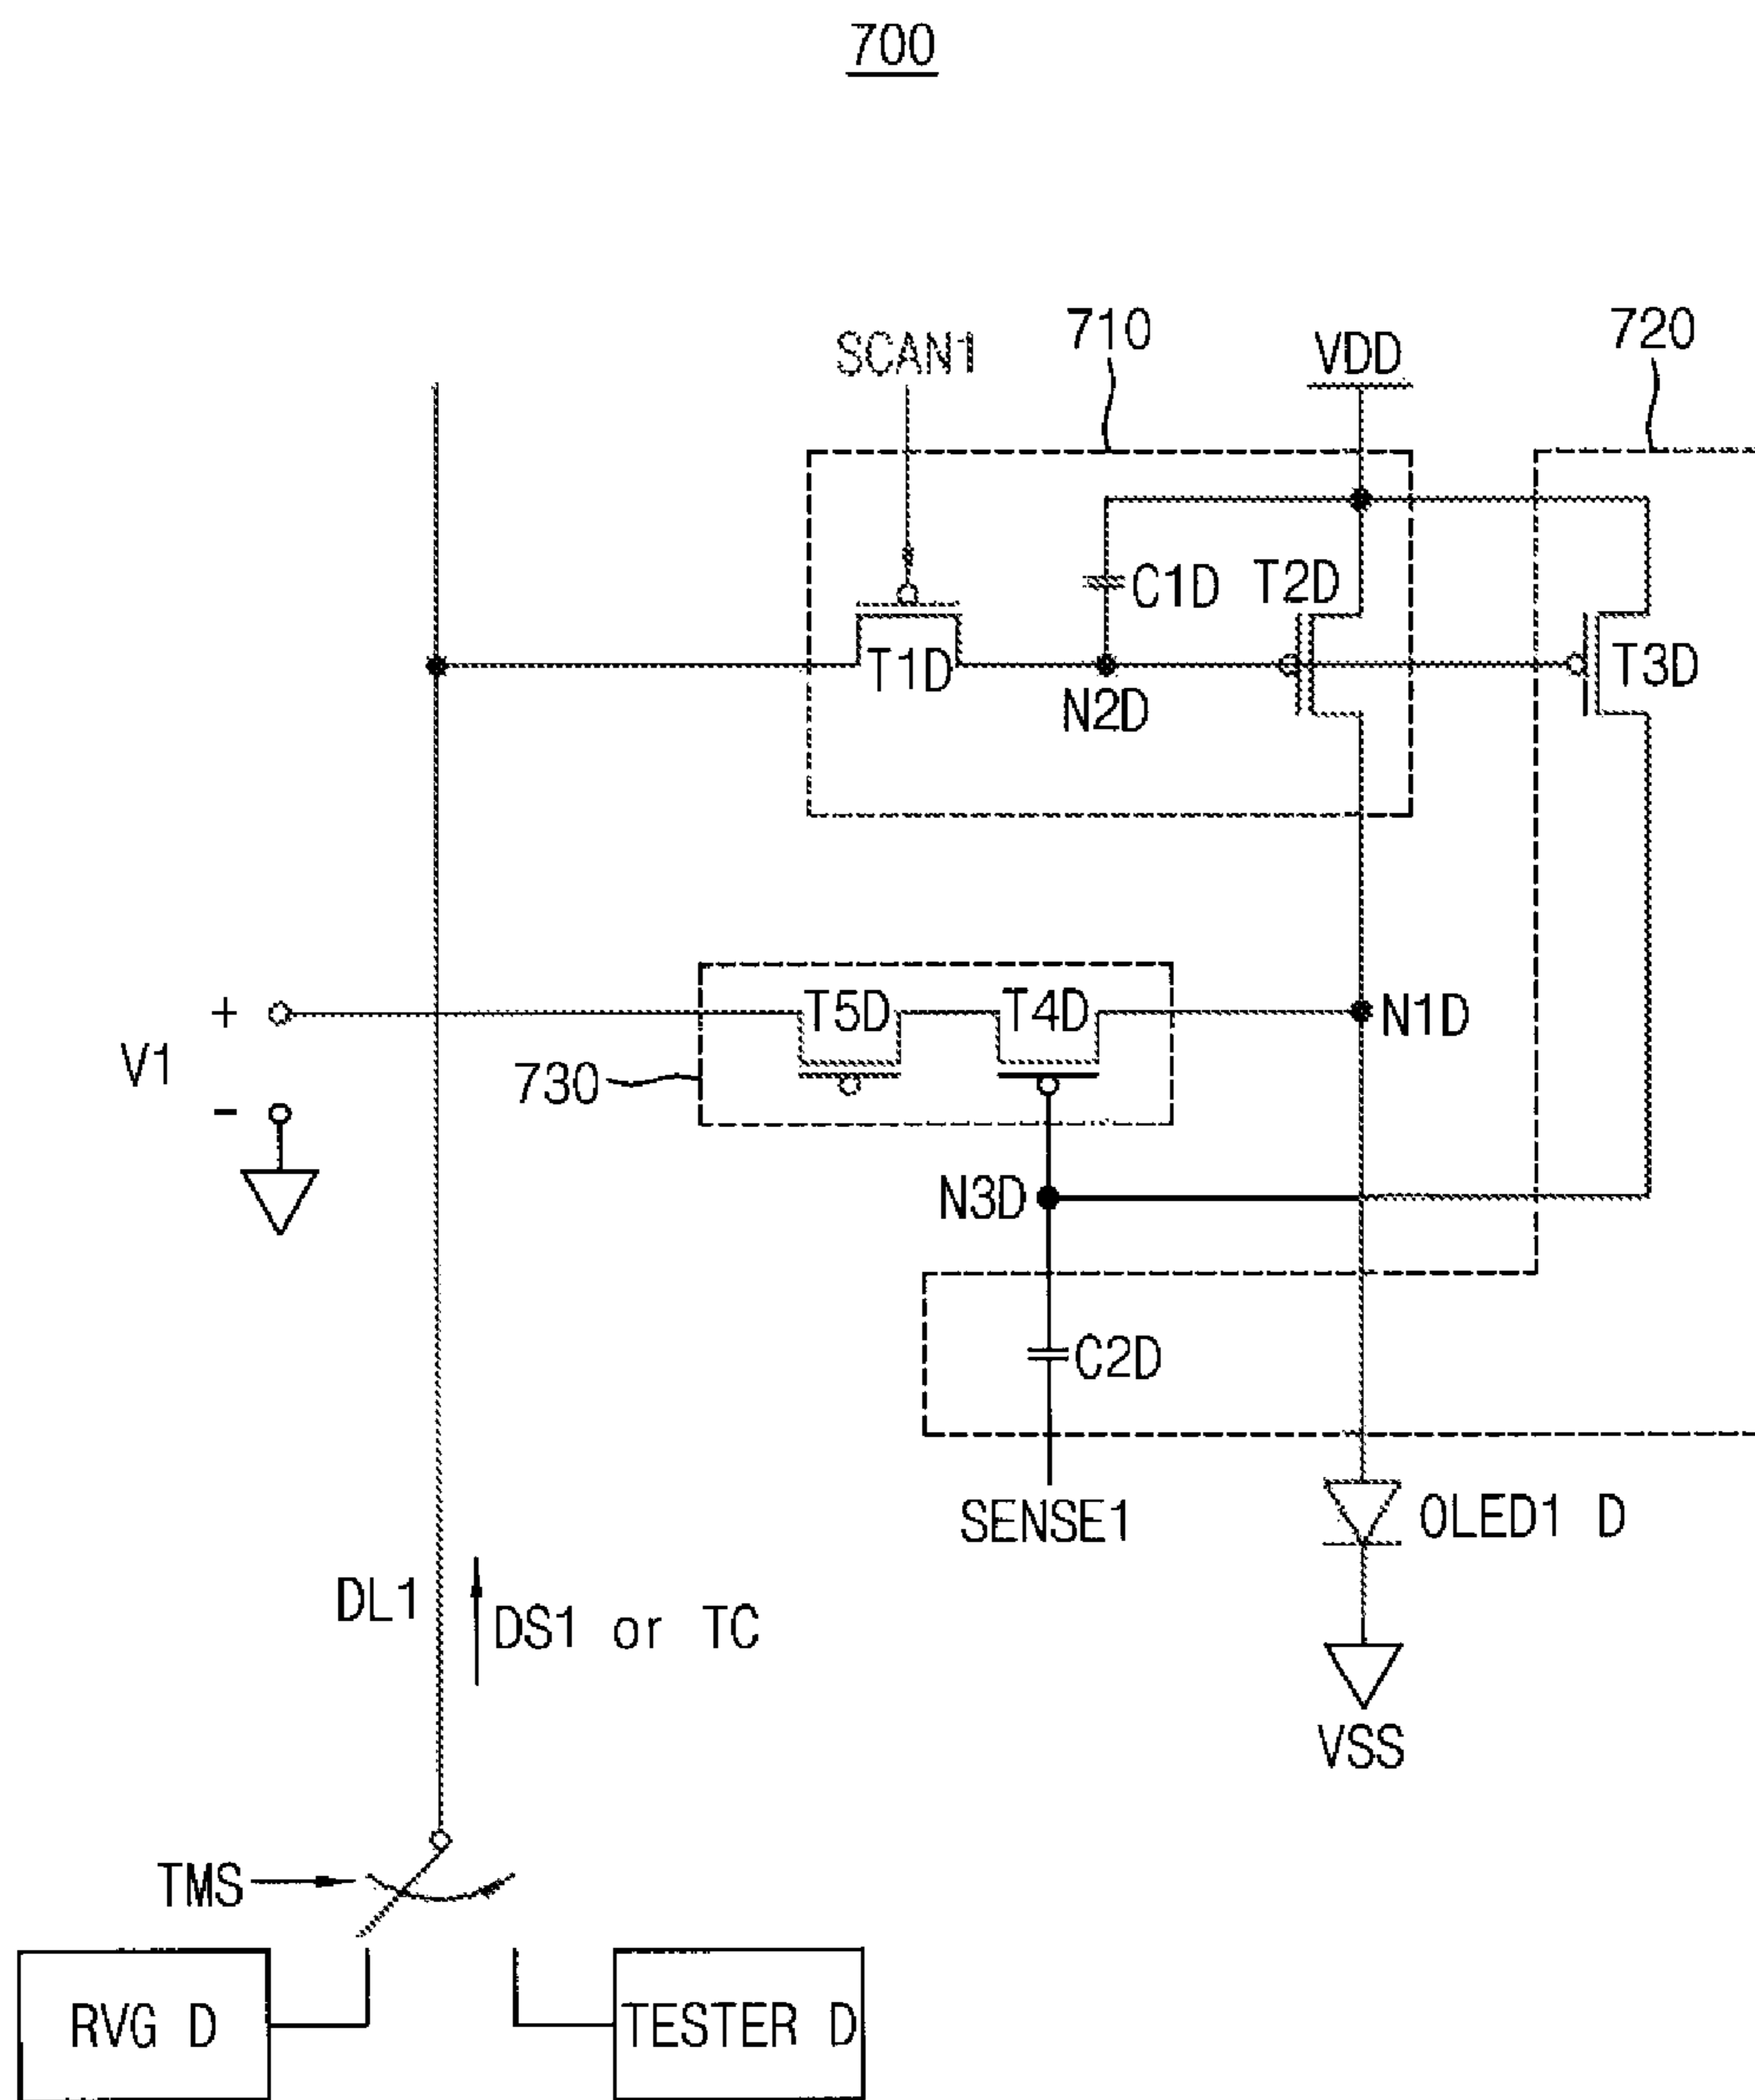 700
710
720
SCAN1
VDD
C1D
T2D
T1D
T3D
N2D
+
T5D
T4D
N1D
V1
730
-
N3D
C2D
SENSE1
OLED1 D
DL1
DS1 or TC
VSS
TMS
RVG D
TESTER D